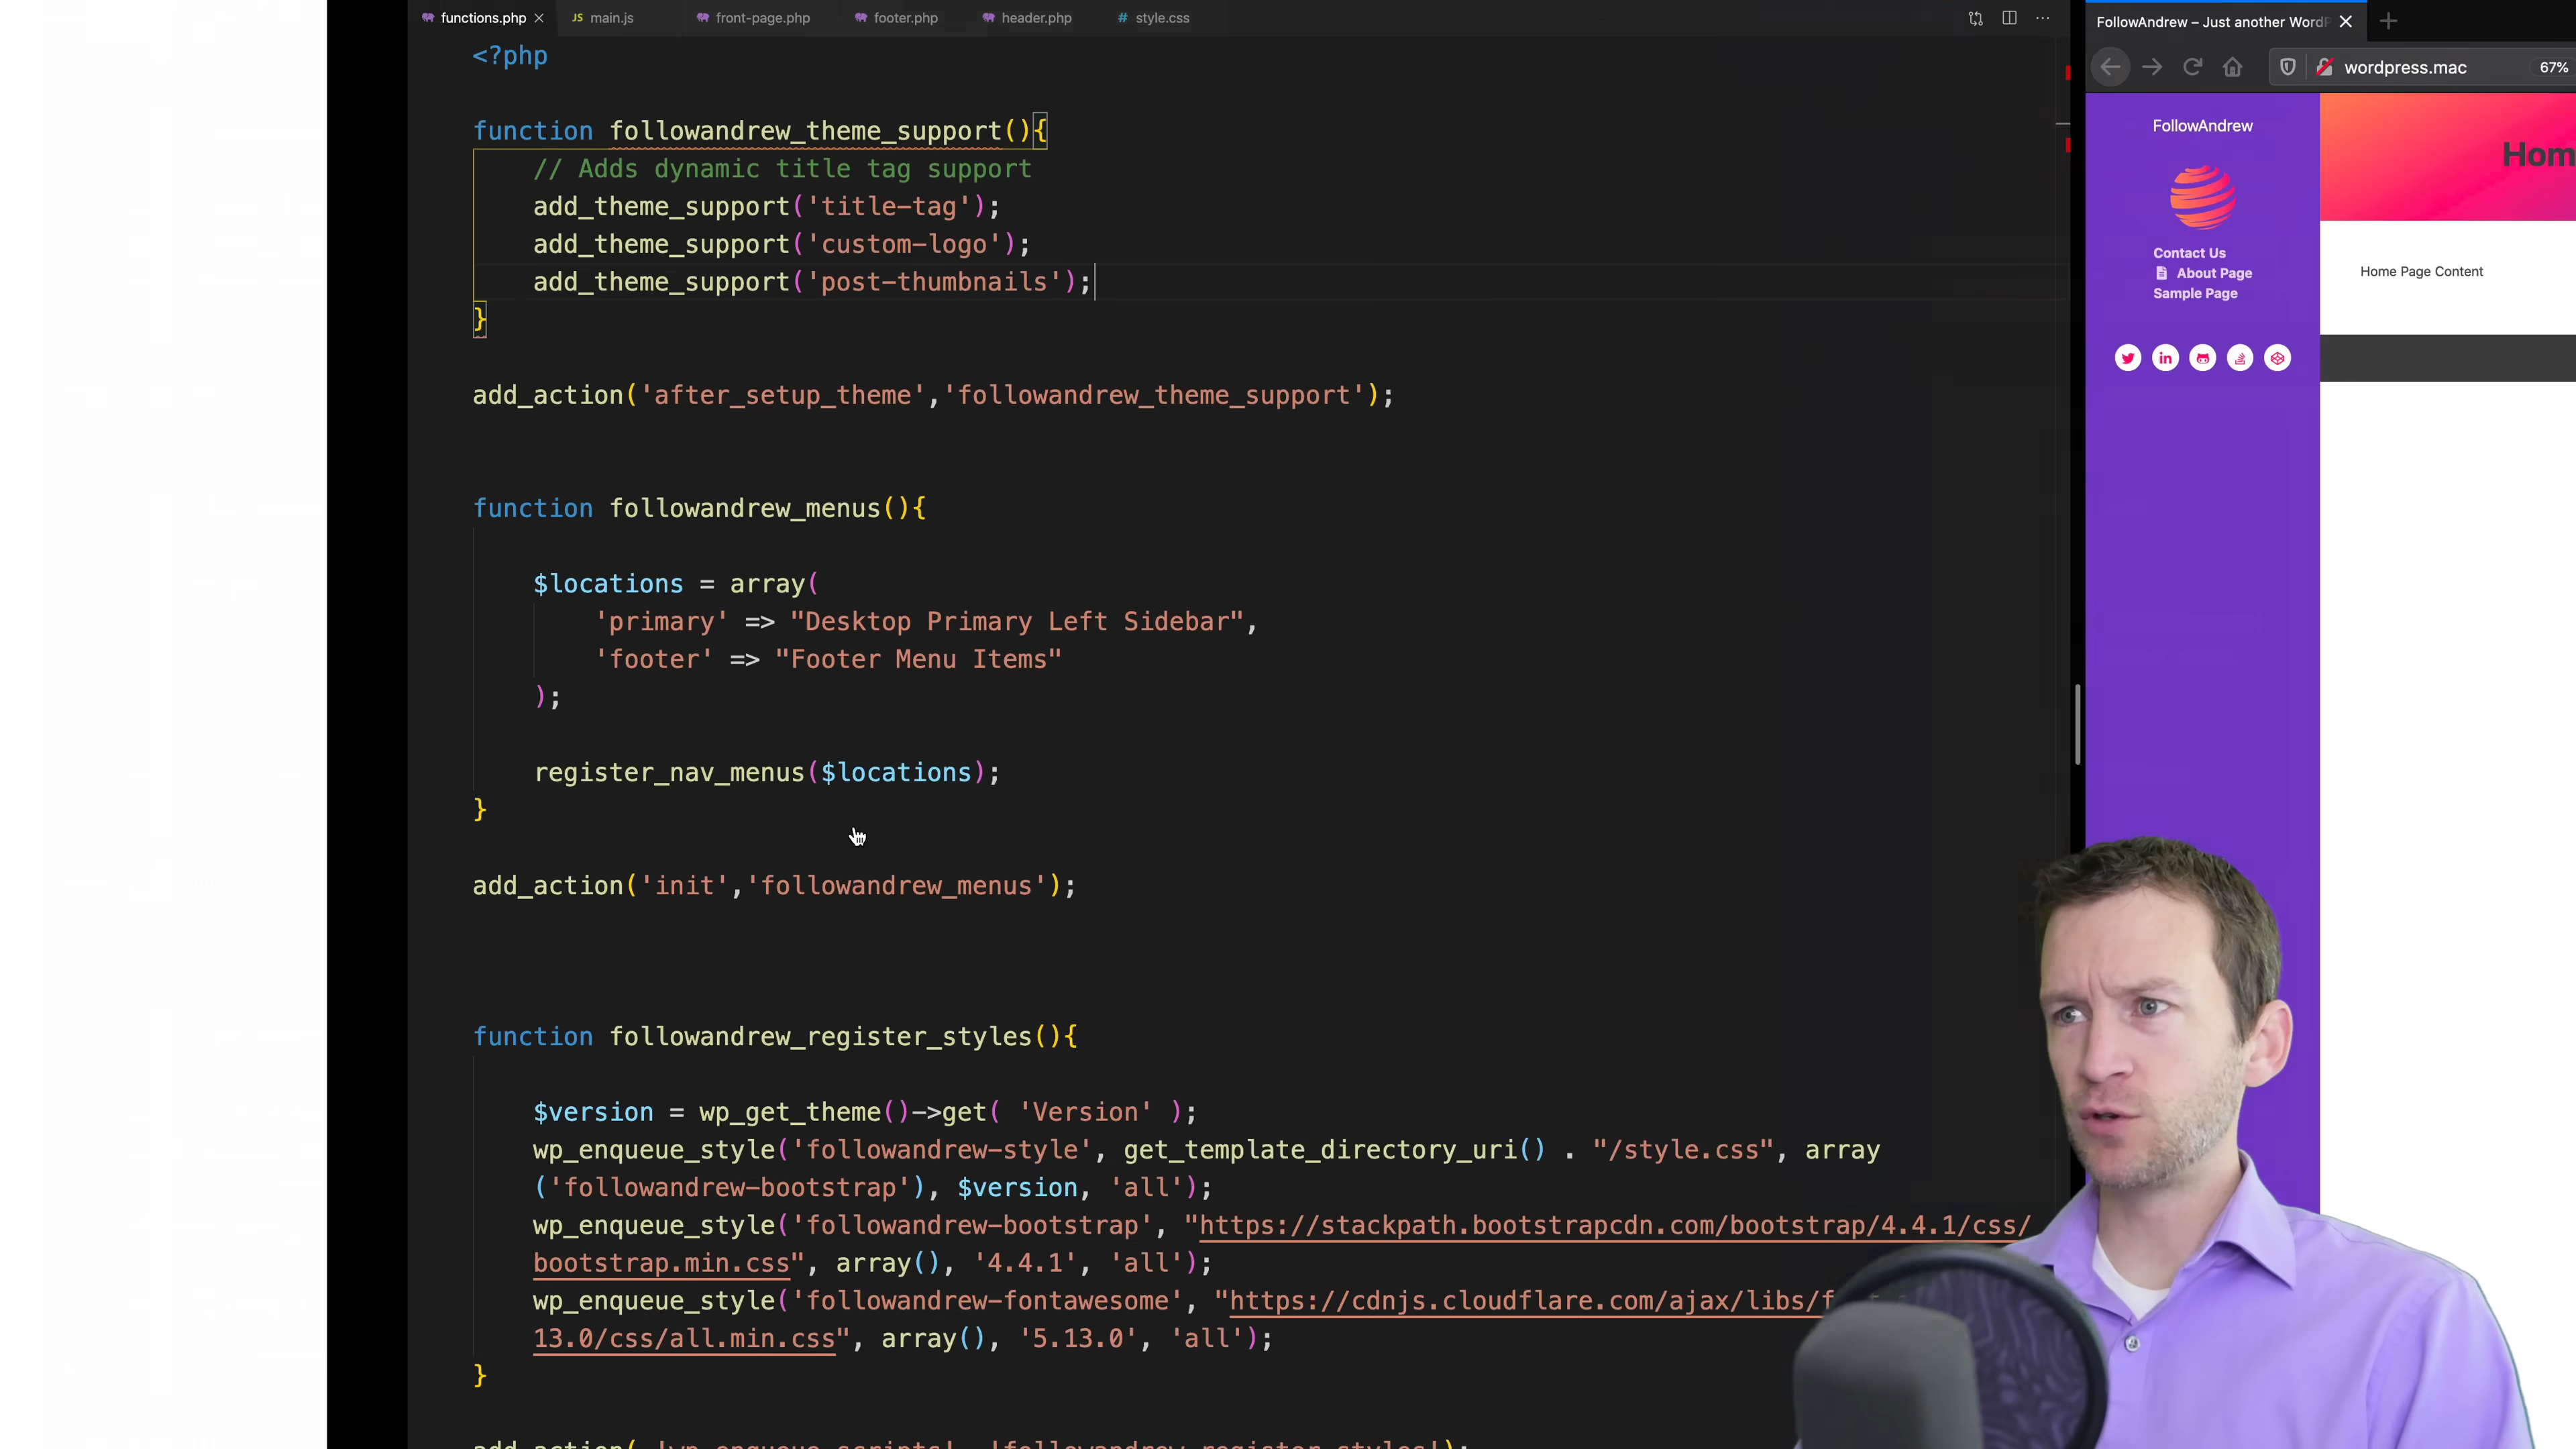 functions.php
JS main.js
front-page.php
footer.php
header.php
# style.css
<?php
function followandrew_theme_support(){
// Adds dynamic title tag support
add_theme_support('title-tag');
add_theme_support('custom-logo');
add_theme_support('post-thumbnails');
}
add_action('after_setup_theme','followandrew_theme_support');
function followandrew_menus(){
$locations = array(
'primary' => "Desktop Primary Left Sidebar",
'footer' => "Footer Menu Items"
);
register_nav_menus($locations);
}
add_action('init','followandrew_menus');
function followandrew_register_styles(){
$version = wp_get_theme()->get( 'Version' );
wp_enqueue_style('followandrew-style', get_template_directory_uri() . "/style.css", array
('followandrew-bootstrap'), $version, 'all');
wp_enqueue_style('followandrew-bootstrap', "https://stackpath.bootstrapcdn.com/bootstrap/4.4.1/css/
bootstrap.min.css", array(), '4.4.1', 'all');
wp_enqueue_style('followandrew-fontawesome', "https://cdnjs.cloudflare.com/ajax/libs/
13.0/css/all.min.css", array(), '5.13.0', 'all');
}
add_action( 'wp_enqueue_scripts', 'followandrew_register_styles');
FollowAndrew – Just another Word
wordpress.mac
67%
FollowAndrew
Contact Us
About Page
Sample Page
in
Hom
Home Page Content